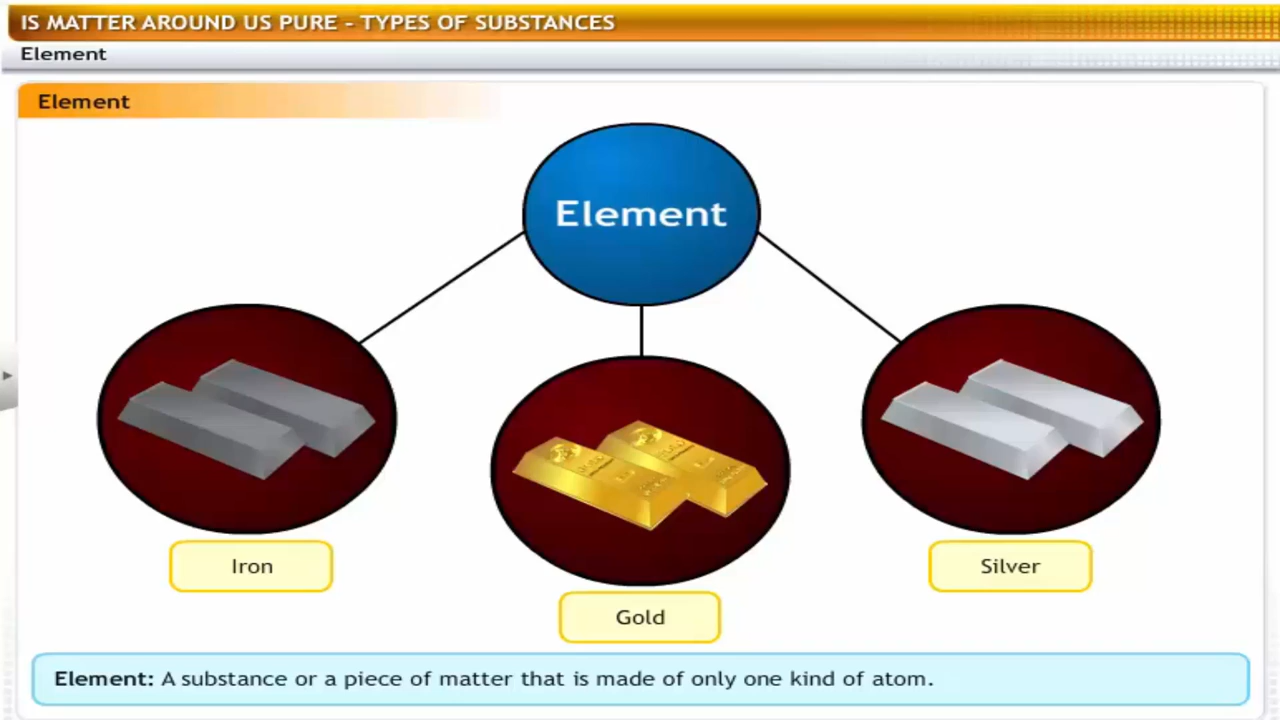 IS MATTER AROUND US PURE - TYPES OF SUBSTANCES
Element
Element
Element
Iron
Gold
Silver
Element: A substance or a piece of matter that is made of only one kind of atom.